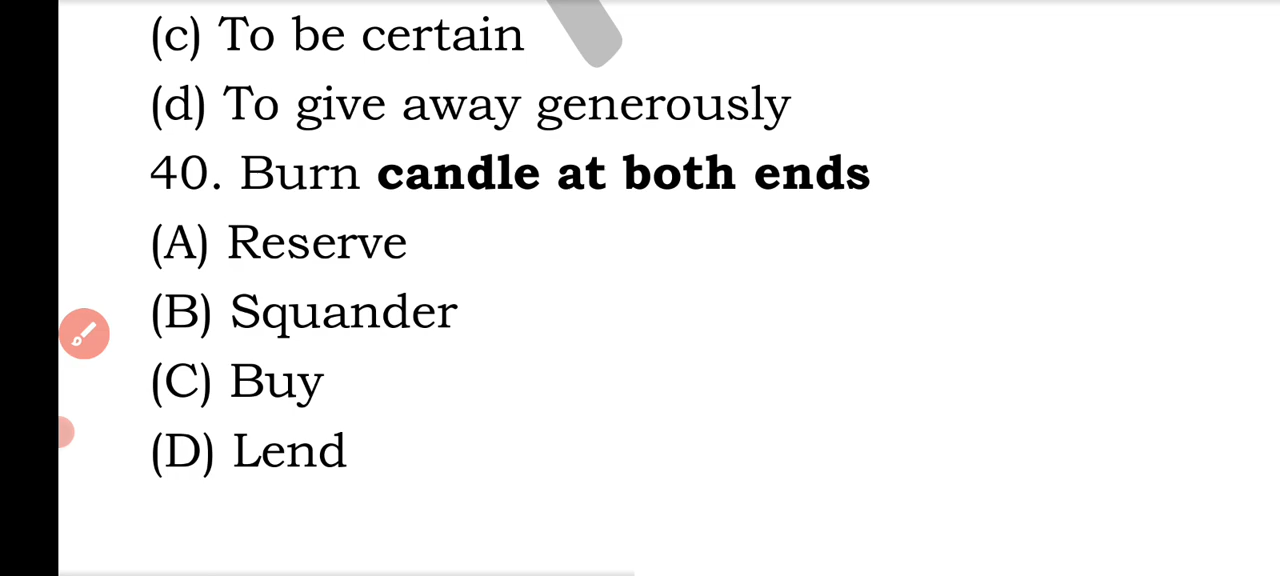 (c) To be certain
(d) To give away generously
40. Burn candle at both ends
(A) Reserve
(B) Squander
(C) Buy
(D) Lend